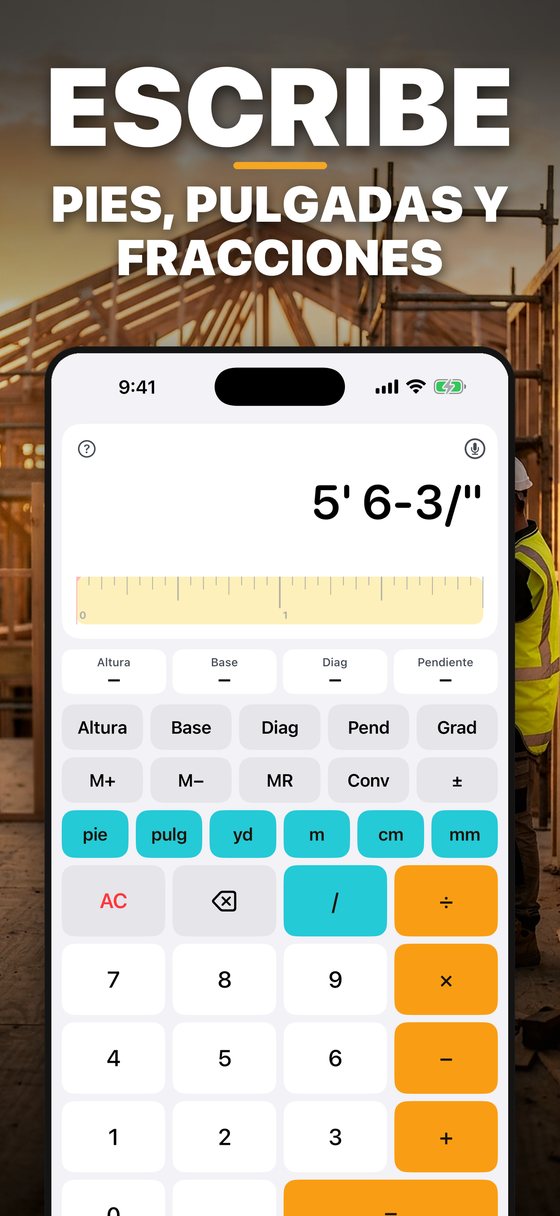 ESCRIBE
PIES, PULGADAS Y
FRACCIONES
9:41
?
5' 6-3/"
0 1
Altura Base Diag Pendiente
– – – –
Altura Base Diag Pend Grad
M+ M− MR Conv ±
pie pulg yd m cm mm
AC / ÷
7 8 9 ×
4 5 6 −
1 2 3 +
0 =